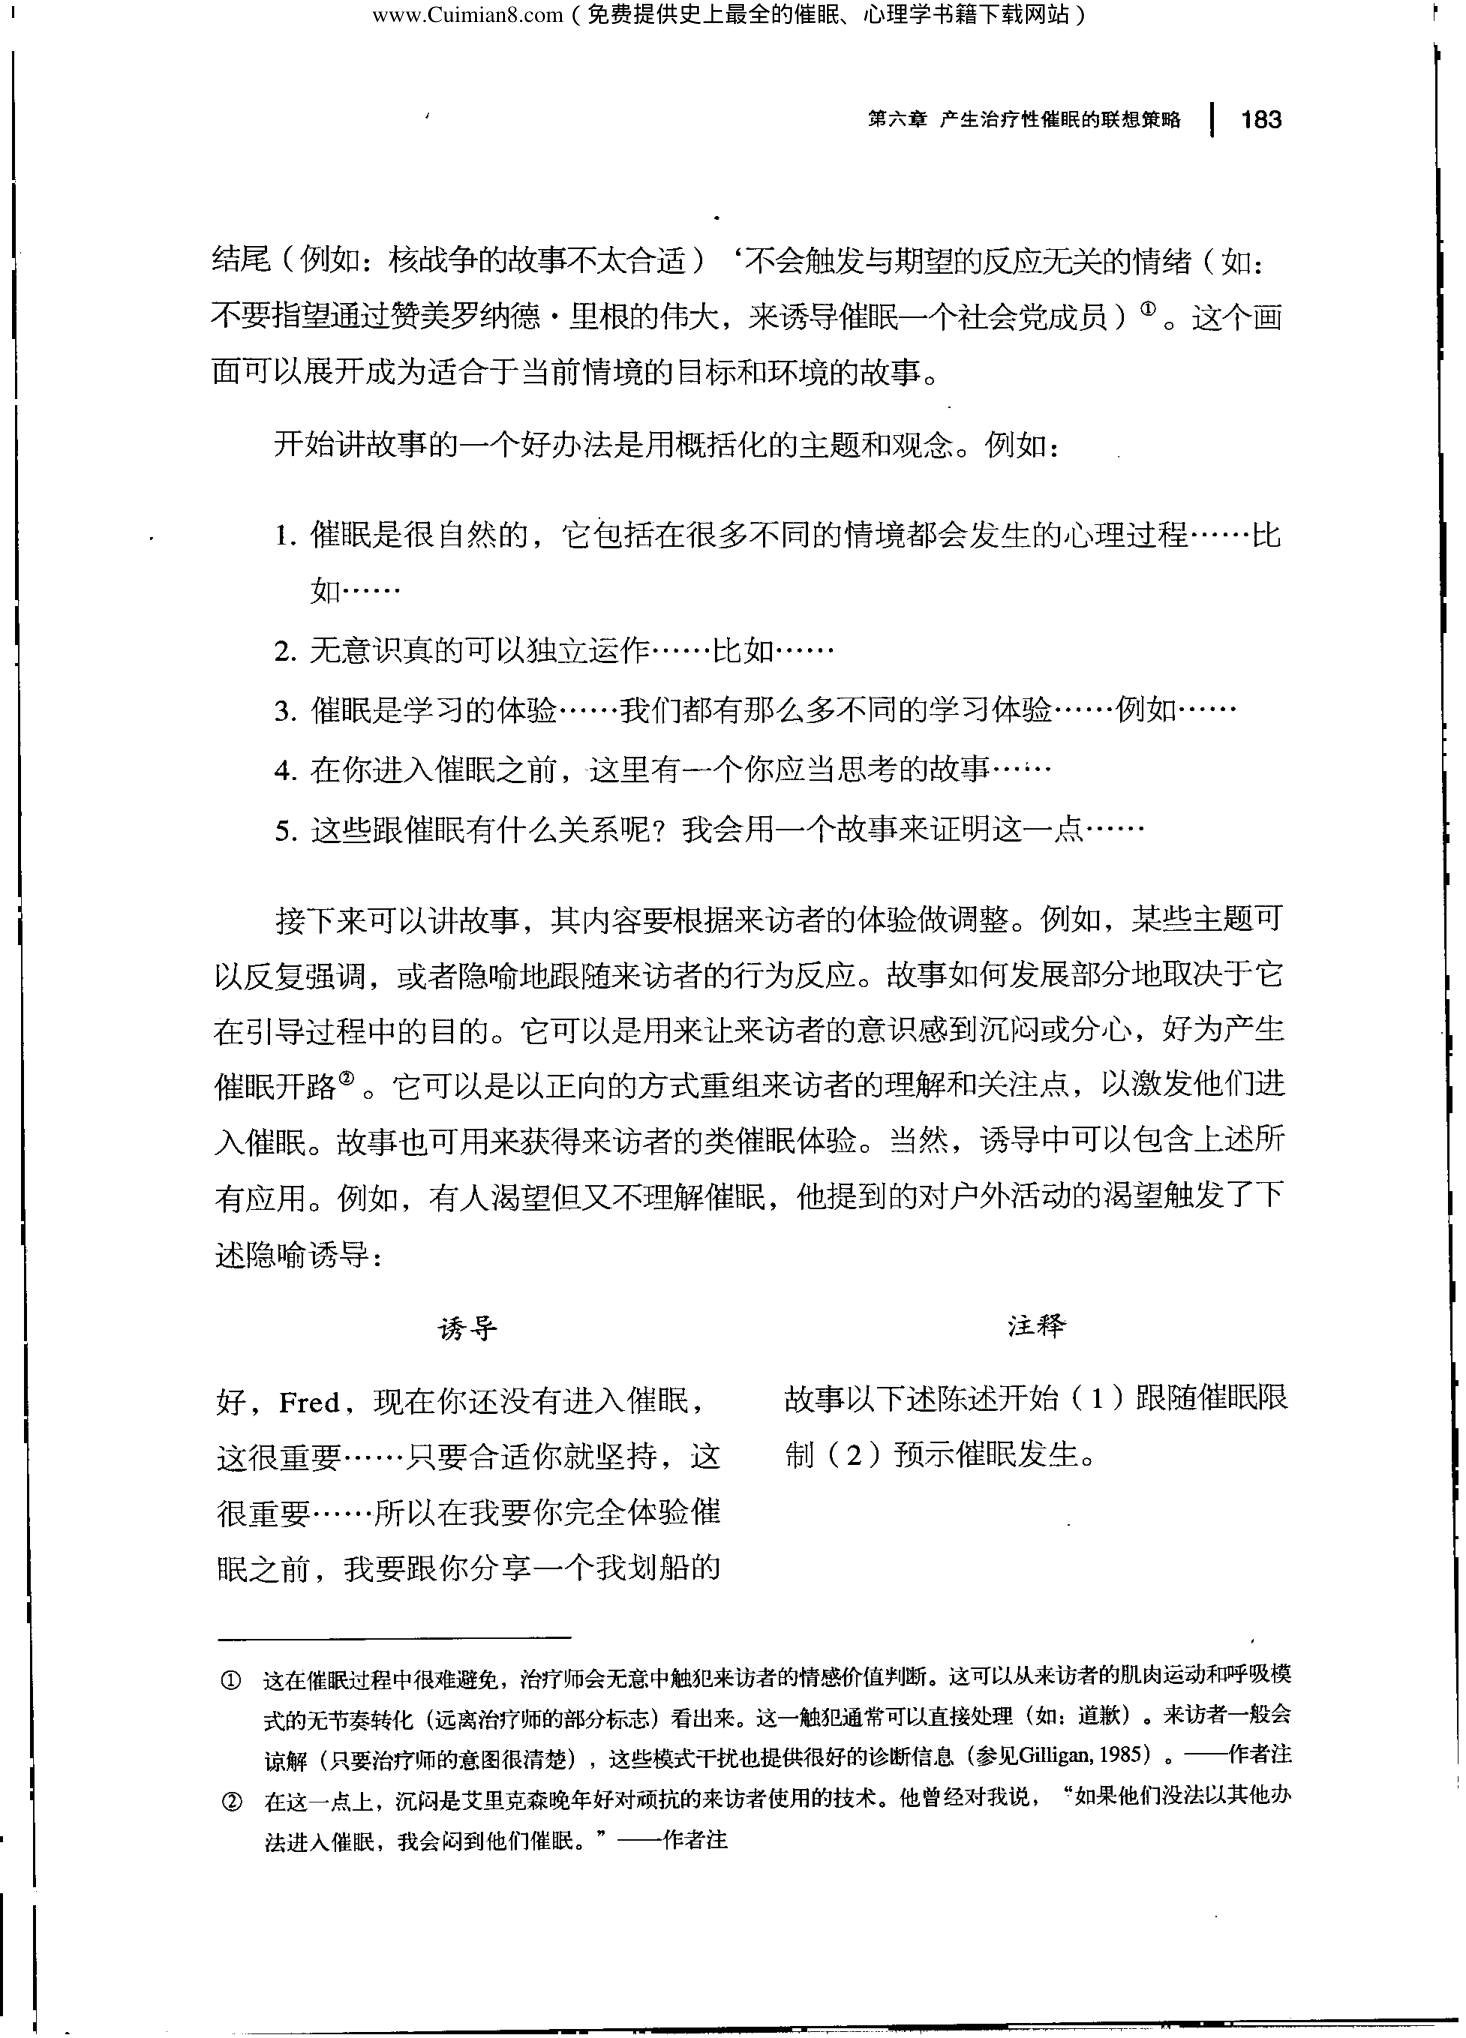 www.Cuimian8.com（免费提供史上最全的催眠、心理学书籍下载网站）
第六章 产生治疗性催眠的联想策略 | 183
结尾（例如：核战争的故事不太合适）‘不会触发与期望的反应无关的情绪（如：
不要指望通过赞美罗纳德·里根的伟大，来诱导催眠一个社会党成员）①。这个画
面可以展开成为适合于当前情境的目标和环境的故事。
开始讲故事的一个好办法是用概括化的主题和观念。例如：
1. 催眠是很自然的，它包括在很多不同的情境都会发生的心理过程……比
如……
2. 无意识真的可以独立运作……比如……
3. 催眠是学习的体验……我们都有那么多不同的学习体验……例如……
4. 在你进入催眠之前，这里有一个你应当思考的故事……
5. 这些跟催眠有什么关系呢？我会用一个故事来证明这一点……
接下来可以讲故事，其内容要根据来访者的体验做调整。例如，某些主题可
以反复强调，或者隐喻地跟随来访者的行为反应。故事如何发展部分地取决于它
在引导过程中的目的。它可以是用来让来访者的意识感到沉闷或分心，好为产生
催眠开路②。它可以是以正向的方式重组来访者的理解和关注点，以激发他们进
入催眠。故事也可用来获得来访者的类催眠体验。当然，诱导中可以包含上述所
有应用。例如，有人渴望但又不理解催眠，他提到的对户外活动的渴望触发了下
述隐喻诱导：
诱导
好，Fred，现在你还没有进入催眠，
这很重要……只要合适你就坚持，这
很重要……所以在我要你完全体验催
眠之前，我要跟你分享一个我划船的
注释
故事以下述陈述开始（1）跟随催眠限
制（2）预示催眠发生。
① 这在催眠过程中很难避免，治疗师会无意中触犯来访者的情感价值判断。这可以从来访者的肌肉运动和呼吸模
式的无节奏转化（远离治疗师的部分标志）看出来。这一触犯通常可以直接处理（如：道歉）。来访者一般会
谅解（只要治疗师的意图很清楚），这些模式干扰也提供很好的诊断信息（参见Gilligan, 1985）。——作者注
② 在这一点上，沉闷是艾里克森晚年好对顽抗的来访者使用的技术。他曾经对我说，“如果他们没法以其他办
法进入催眠，我会闷到他们催眠。”——作者注